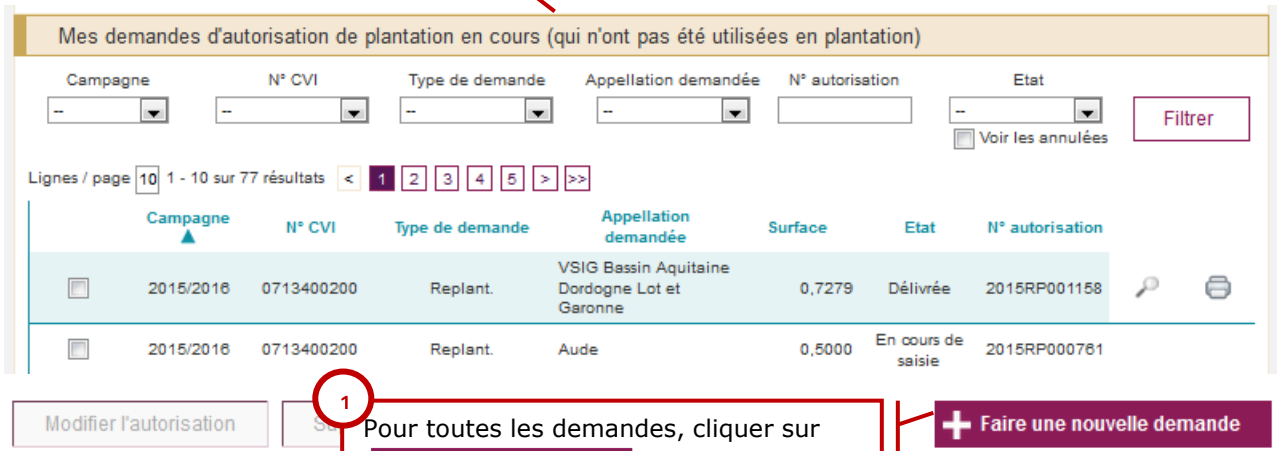 Mes demandes d'autorisation de plantation en cours (qui n'ont pas été utilisées en plantation)
Campagne N° CVI Type de demande Appellation demandée N° autorisation Etat
-- -- -- -- --
Filtrer
Voir les annulées
Lignes / page 10 1 - 10 sur 77 résultats < 1 2 3 4 5 > >>
Campagne N° CVI Type de demande Appellation demandée Surface Etat N° autorisation
2015/2016 0713400200 Replant. VSIG Bassin Aquitaine Dordogne Lot et Garonne 0,7279 Délivrée 2015RP001158
2015/2016 0713400200 Replant. Aude 0,5000 En cours de saisie 2015RP000761
Modifier l'autorisation
1
Pour toutes les demandes, cliquer sur
Faire une nouvelle demande